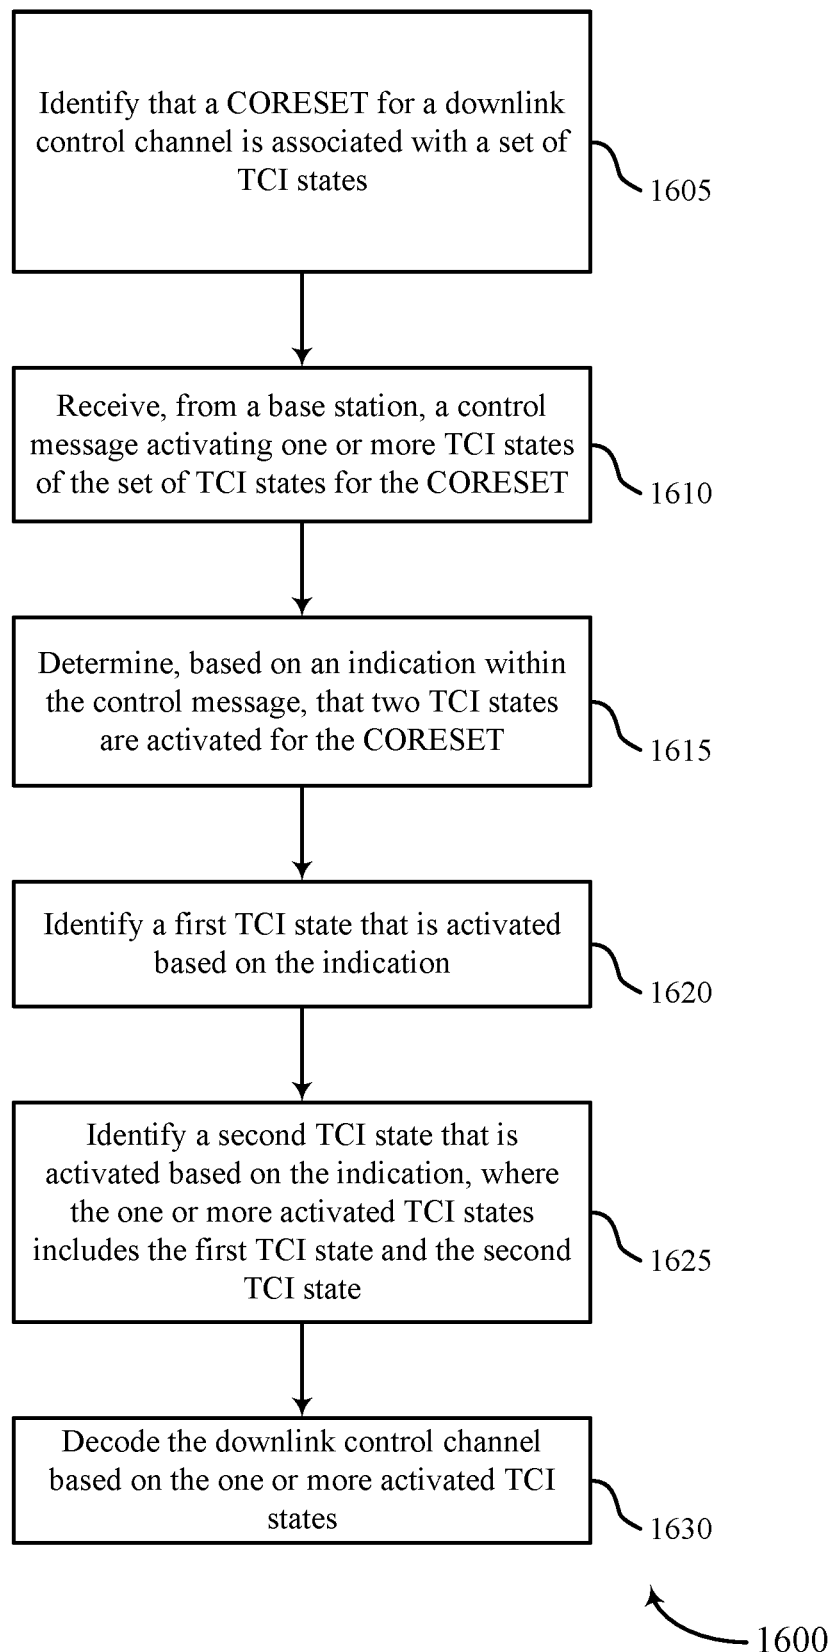 Identify that a CORESET for a downlink
control channel is associated with a set of
TCI states
1605
Receive, from a base station, a control
message activating one or more TCI states
of the set of TCI states for the CORESET
1610
Determine, based on an indication within
the control message, that two TCI states
are activated for the CORESET
1615
Identify a first TCI state that is activated
based on the indication
1620
Identify a second TCI state that is
activated based on the indication, where
the one or more activated TCI states
includes the first TCI state and the second
TCI state
1625
Decode the downlink control channel
based on the one or more activated TCI
states
1630
1600